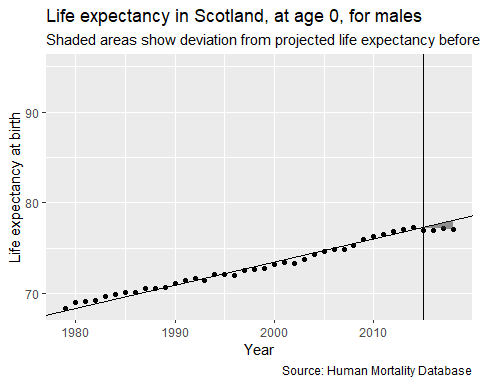 Life expectancy in Scotland, at age 0, for males
Shaded areas show deviation from projected life expectancy before
Life expectancy at birth
90
80
70
1980
1990
2000
2010
Year
Source: Human Mortality Database